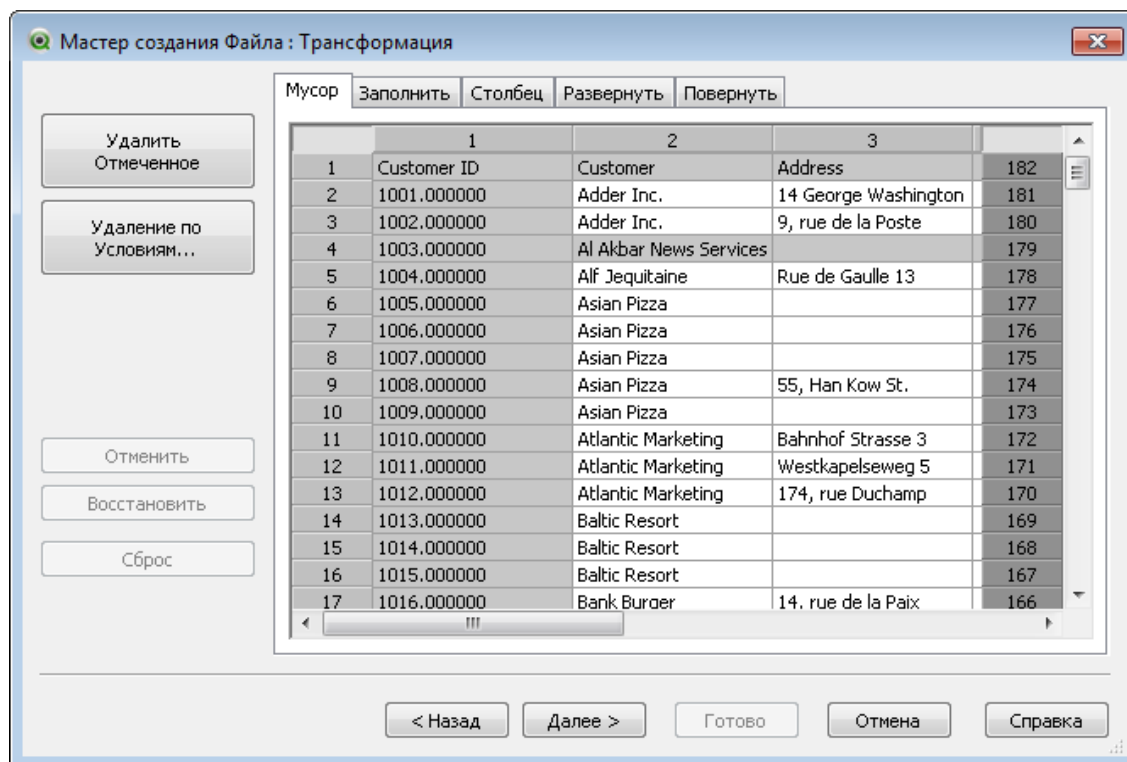 Мастер создания Файла : Трансформация
Мусор Заполнить Столбец Развернуть Повернуть
Удалить
Отмеченное
Удаление по
Условиям...
Отменить
Восстановить
Сброс
1 2 3
1 Customer ID Customer Address 182
2 1001.000000 Adder Inc. 14 George Washington 181
3 1002.000000 Adder Inc. 9, rue de la Poste 180
4 1003.000000 Al Akbar News Services 179
5 1004.000000 Alf Jequitaine Rue de Gaulle 13 178
6 1005.000000 Asian Pizza 177
7 1006.000000 Asian Pizza 176
8 1007.000000 Asian Pizza 175
9 1008.000000 Asian Pizza 55, Han Kow St. 174
10 1009.000000 Asian Pizza 173
11 1010.000000 Atlantic Marketing Bahnhof Strasse 3 172
12 1011.000000 Atlantic Marketing Westkapelseweg 5 171
13 1012.000000 Atlantic Marketing 174, rue Duchamp 170
14 1013.000000 Baltic Resort 169
15 1014.000000 Baltic Resort 168
16 1015.000000 Baltic Resort 167
17 1016.000000 Bank Burger 14, rue de la Paix 166
< Назад Далее > Готово Отмена Справка